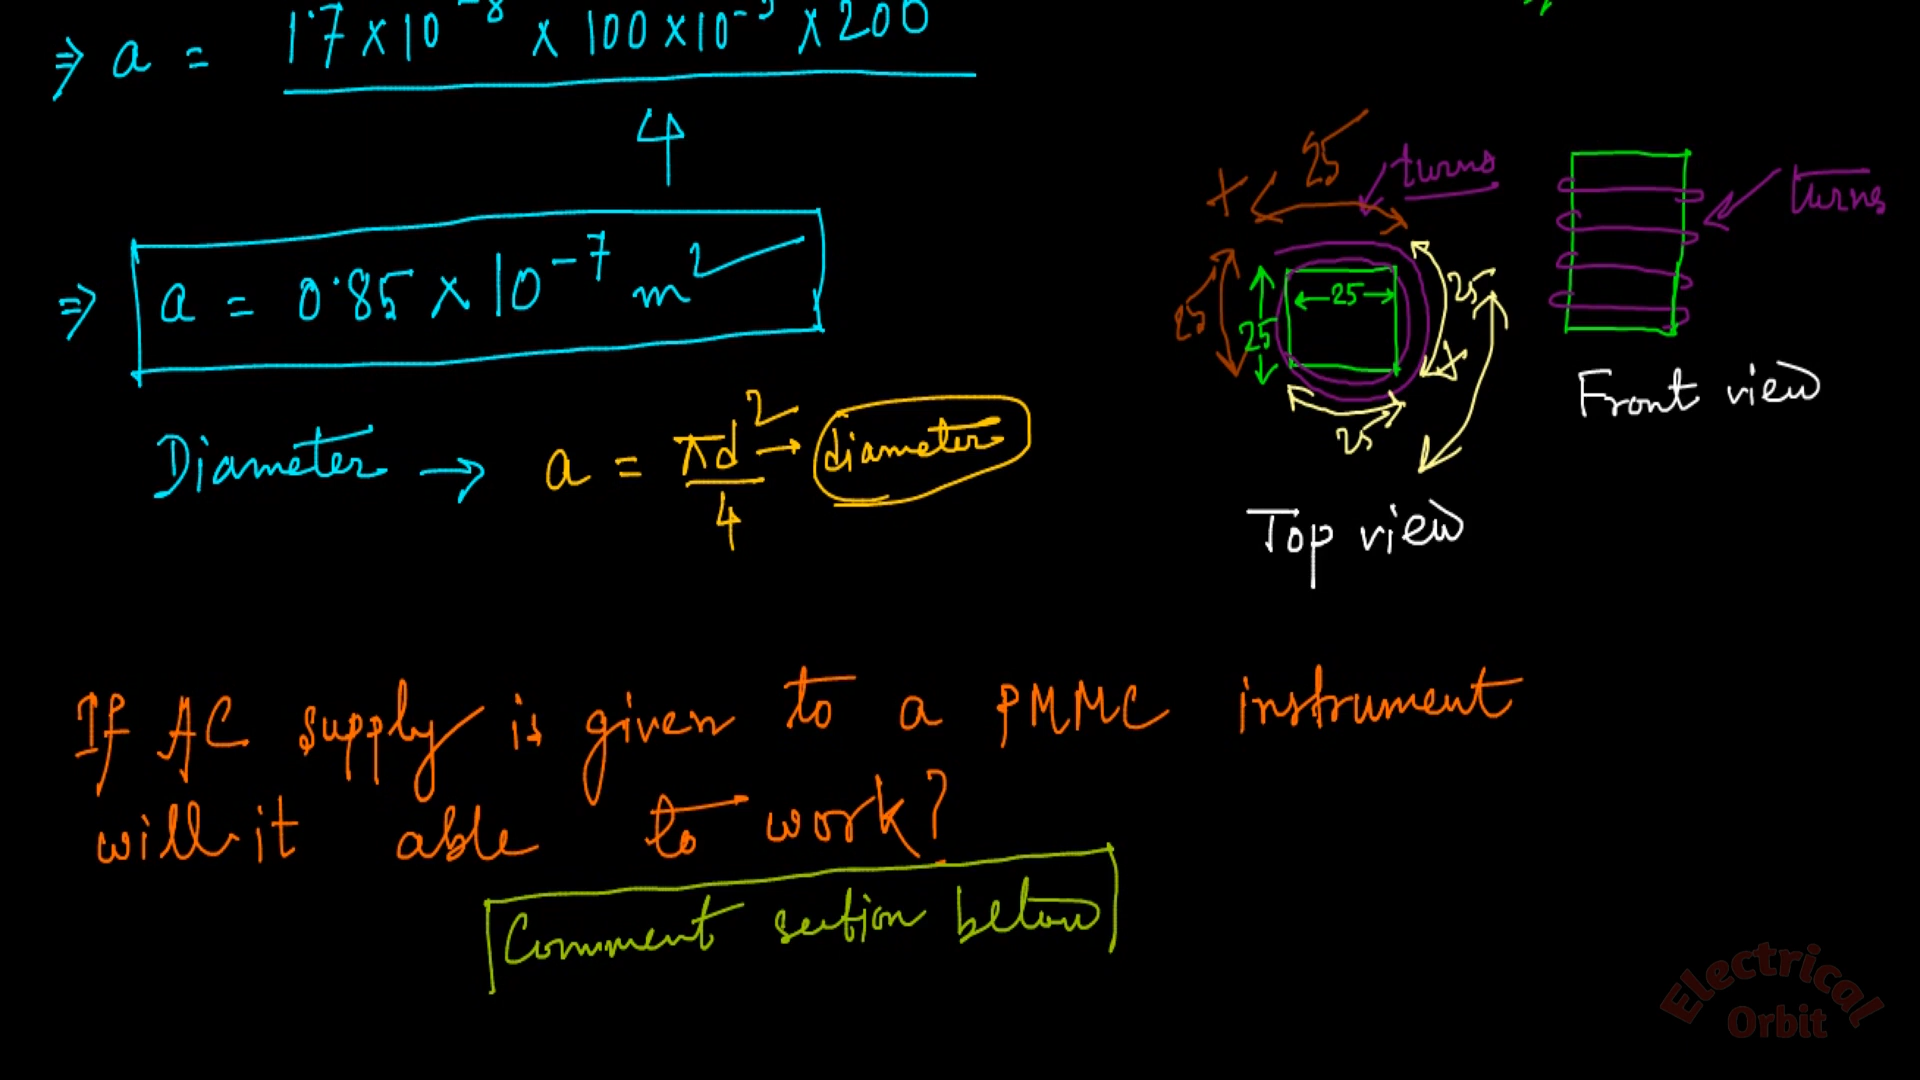 ⇒ a = 1.7 × 10⁻⁸ × 100 × 10⁻³ × 200
4
⇒ a = 0.85 × 10⁻⁷ m²
Diameter → a = πd² → diameter
4
25
turns
X
25
25
25
25
X
25
Top view
turns
Front view
If AC supply is given to a PMMC instrument
will it able to work?
Comment section below
Electrical
Orbit